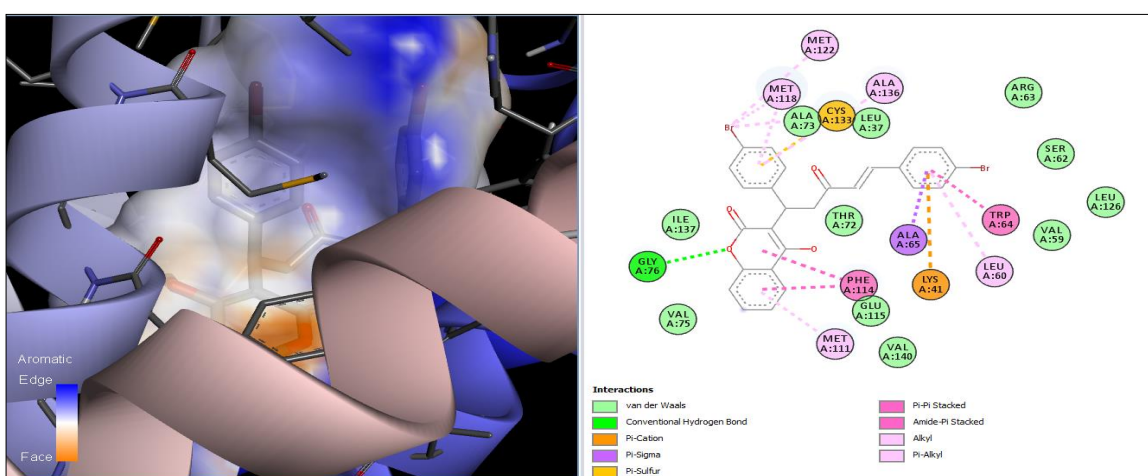 Aromatic
Edge
Face
MET
A:122
MET
A:118
ALA
A:136
ARG
A:63
Br
ALA
A:73
CYS
A:133
LEU
A:37
SER
A:62
O
Br
LEU
A:126
ILE
A:137
O
THR
A:72
TRP
A:64
VAL
A:59
ALA
A:65
GLY
A:76
O
OH
LEU
A:60
PHE
A:114
LYS
A:41
VAL
A:75
GLU
A:115
MET
A:111
VAL
A:140
Interactions
van der Waals
Conventional Hydrogen Bond
Pi-Cation
Pi-Sigma
Pi-Sulfur
Pi-Pi Stacked
Amide-Pi Stacked
Alkyl
Pi-Alkyl